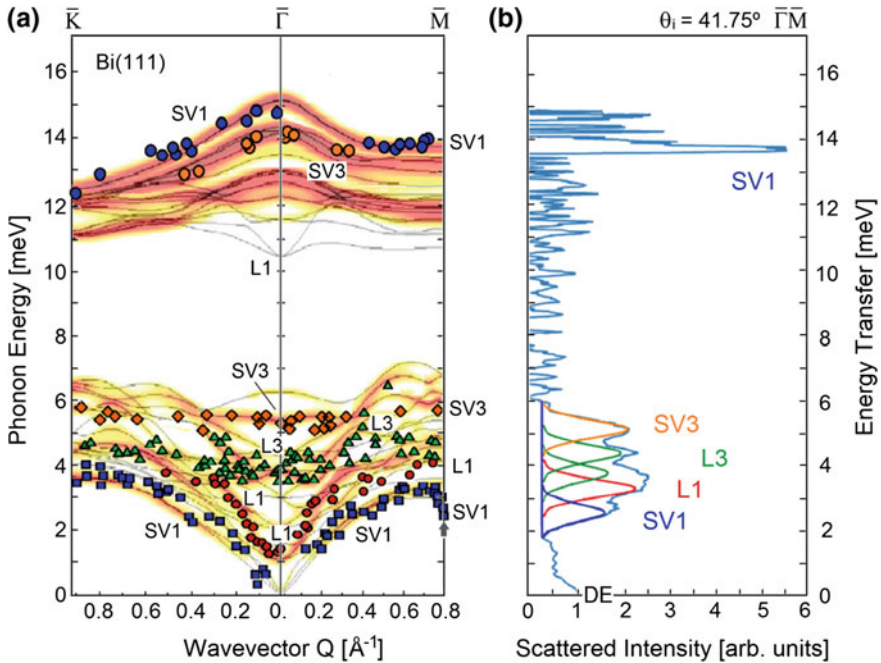 (a)
K̄
Γ̄
M̄
Bi(111)
SV1
SV1
SV3
L1
SV3
SV3
L3
L3
L1
L1
L1
SV1
SV1
SV1
16
14
12
10
8
6
4
2
0
Phonon Energy [meV]
0.8 0.6 0.4 0.2 0. 0.2 0.4 0.6 0.8
Wavevector Q [Å⁻¹]
(b)
θi = 41.75º Γ̄M̄
SV1
SV3
L3
L1
SV1
DE
16
14
12
10
8
6
4
2
0
Energy Transfer [meV]
0 1 2 3 4 5 6
Scattered Intensity [arb. units]